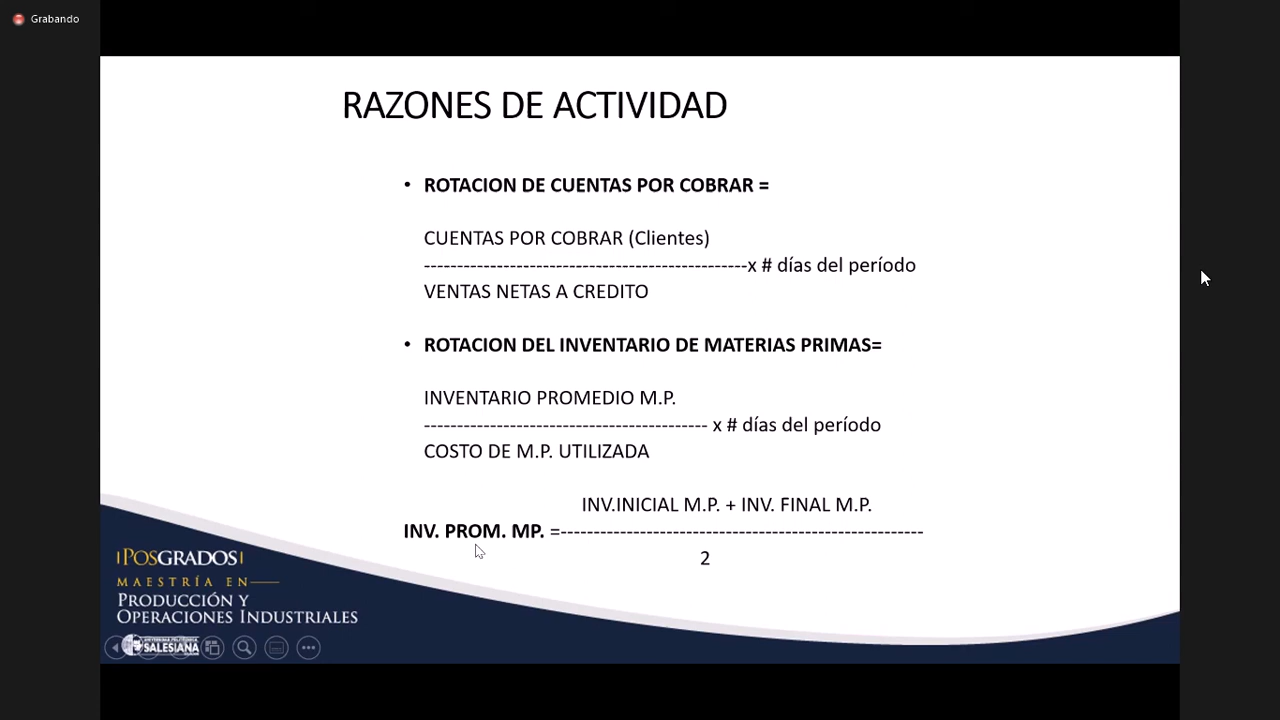 Grabando
RAZONES DE ACTIVIDAD
• ROTACION DE CUENTAS POR COBRAR =
CUENTAS POR COBRAR (Clientes)
-------------------------------------------------x # días del período
VENTAS NETAS A CREDITO
• ROTACION DEL INVENTARIO DE MATERIAS PRIMAS=
INVENTARIO PROMEDIO M.P.
------------------------------------------- x # días del período
COSTO DE M.P. UTILIZADA
INV.INICIAL M.P. + INV. FINAL M.P.
INV. PROM. MP. =-------------------------------------------------------
2
POSGRADOS
MAESTRÍA EN
PRODUCCIÓN Y
OPERACIONES INDUSTRIALES
SALESIANA